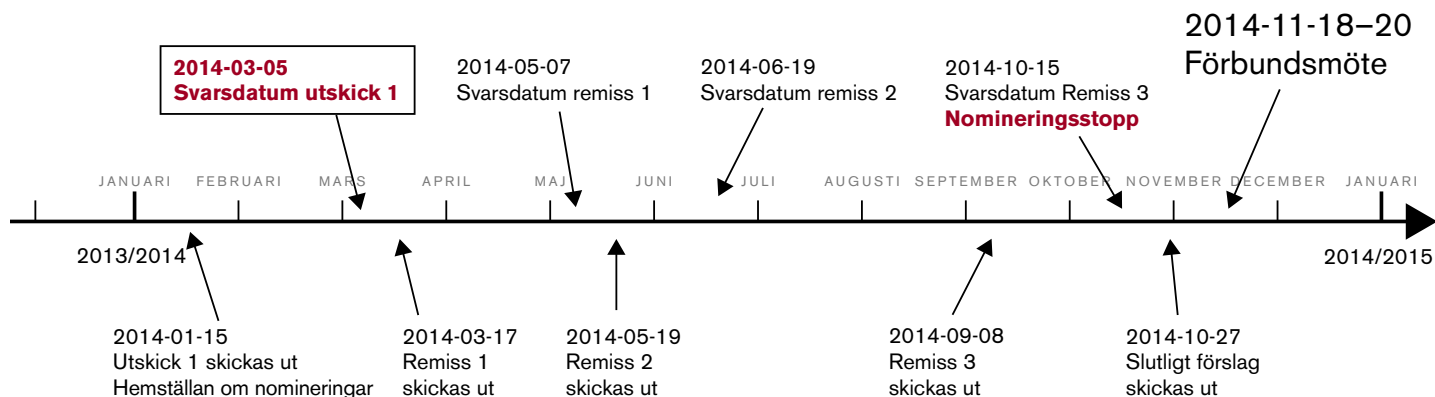 2014-11-18–20
Förbundsmöte
2014-03-05
Svarsdatum utskick 1
2014-05-07
Svarsdatum remiss 1
2014-06-19
Svarsdatum remiss 2
2014-10-15
Svarsdatum Remiss 3
Nomineringsstopp
JANUARI FEBRUARI MARS APRIL MAJ JUNI JULI AUGUSTI SEPTEMBER OKTOBER NOVEMBER DECEMBER JANUARI
2013/2014
2014/2015
2014-01-15
Utskick 1 skickas ut
Hemställan om nomineringar
2014-03-17
Remiss 1
skickas ut
2014-05-19
Remiss 2
skickas ut
2014-09-08
Remiss 3
skickas ut
2014-10-27
Slutligt förslag
skickas ut